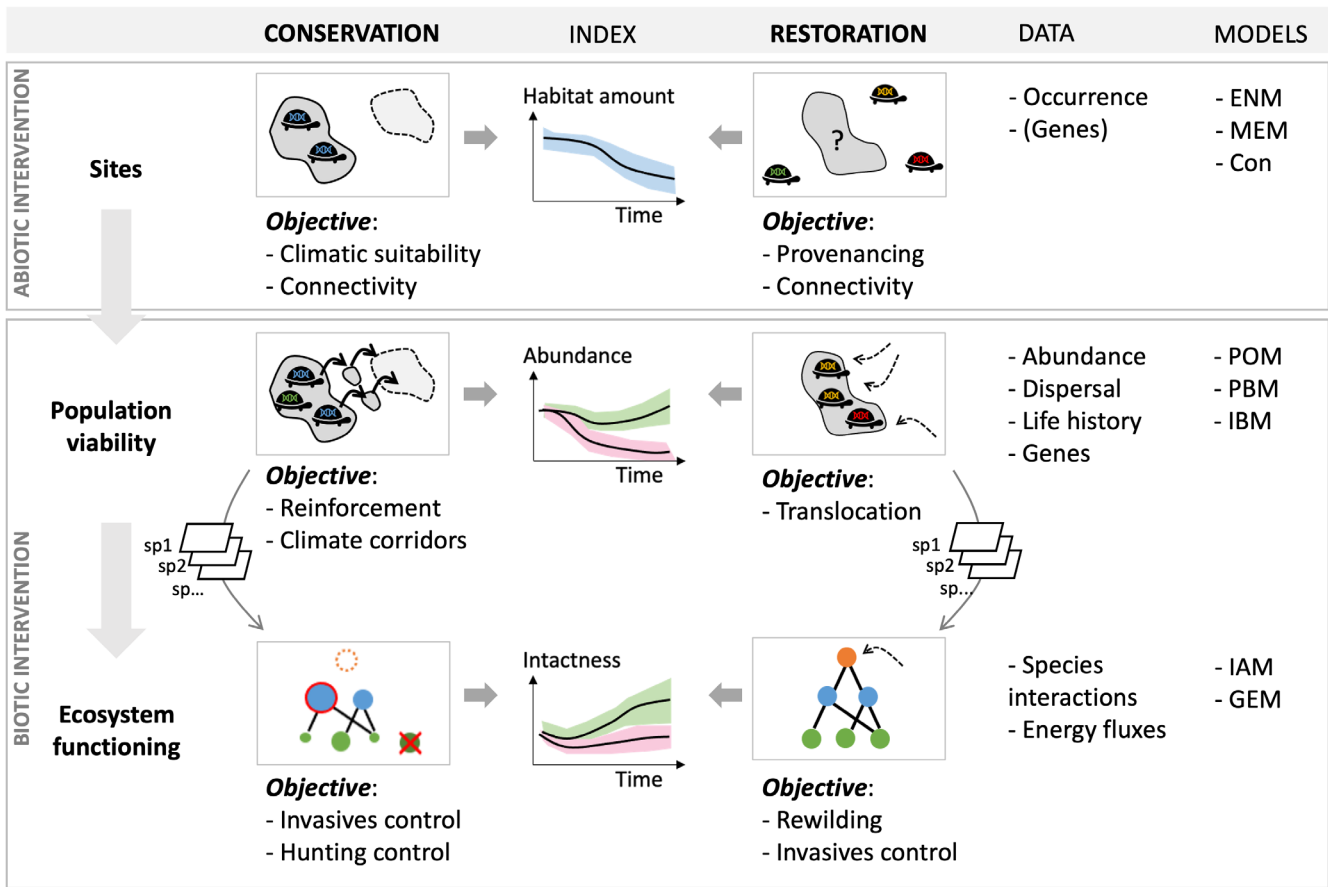 CONSERVATION INDEX RESTORATION DATA MODELS
ABIOTIC INTERVENTION
Sites
Objective:
- Climatic suitability
- Connectivity
Habitat amount
Time
?
Objective:
- Provenancing
- Connectivity
- Occurrence
- (Genes)
- ENM
- MEM
- Con
BIOTIC INTERVENTION
Population
viability
Objective:
- Reinforcement
- Climate corridors
Abundance
Time
Objective:
- Translocation
- Abundance
- Dispersal
- Life history
- Genes
- POM
- PBM
- IBM
sp1
sp2
sp...
sp1
sp2
sp...
Ecosystem
functioning
Objective:
- Invasives control
- Hunting control
Intactness
Time
Objective:
- Rewilding
- Invasives control
- Species
interactions
- Energy fluxes
- IAM
- GEM